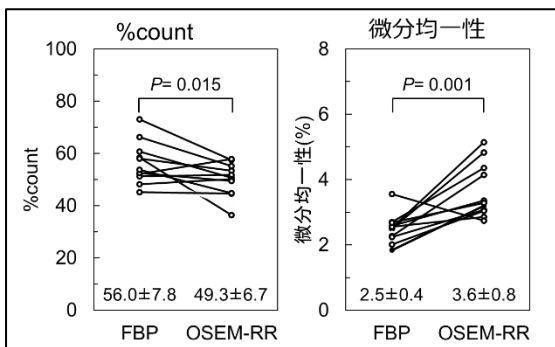 %count
P= 0.015
100
80
60
40
20
0
%count
56.0±7.8
49.3±6.7
FBP
OSEM-RR
微分均一性
P= 0.001
8
6
4
2
0
微分均一性(%)
2.5±0.4
3.6±0.8
FBP
OSEM-RR